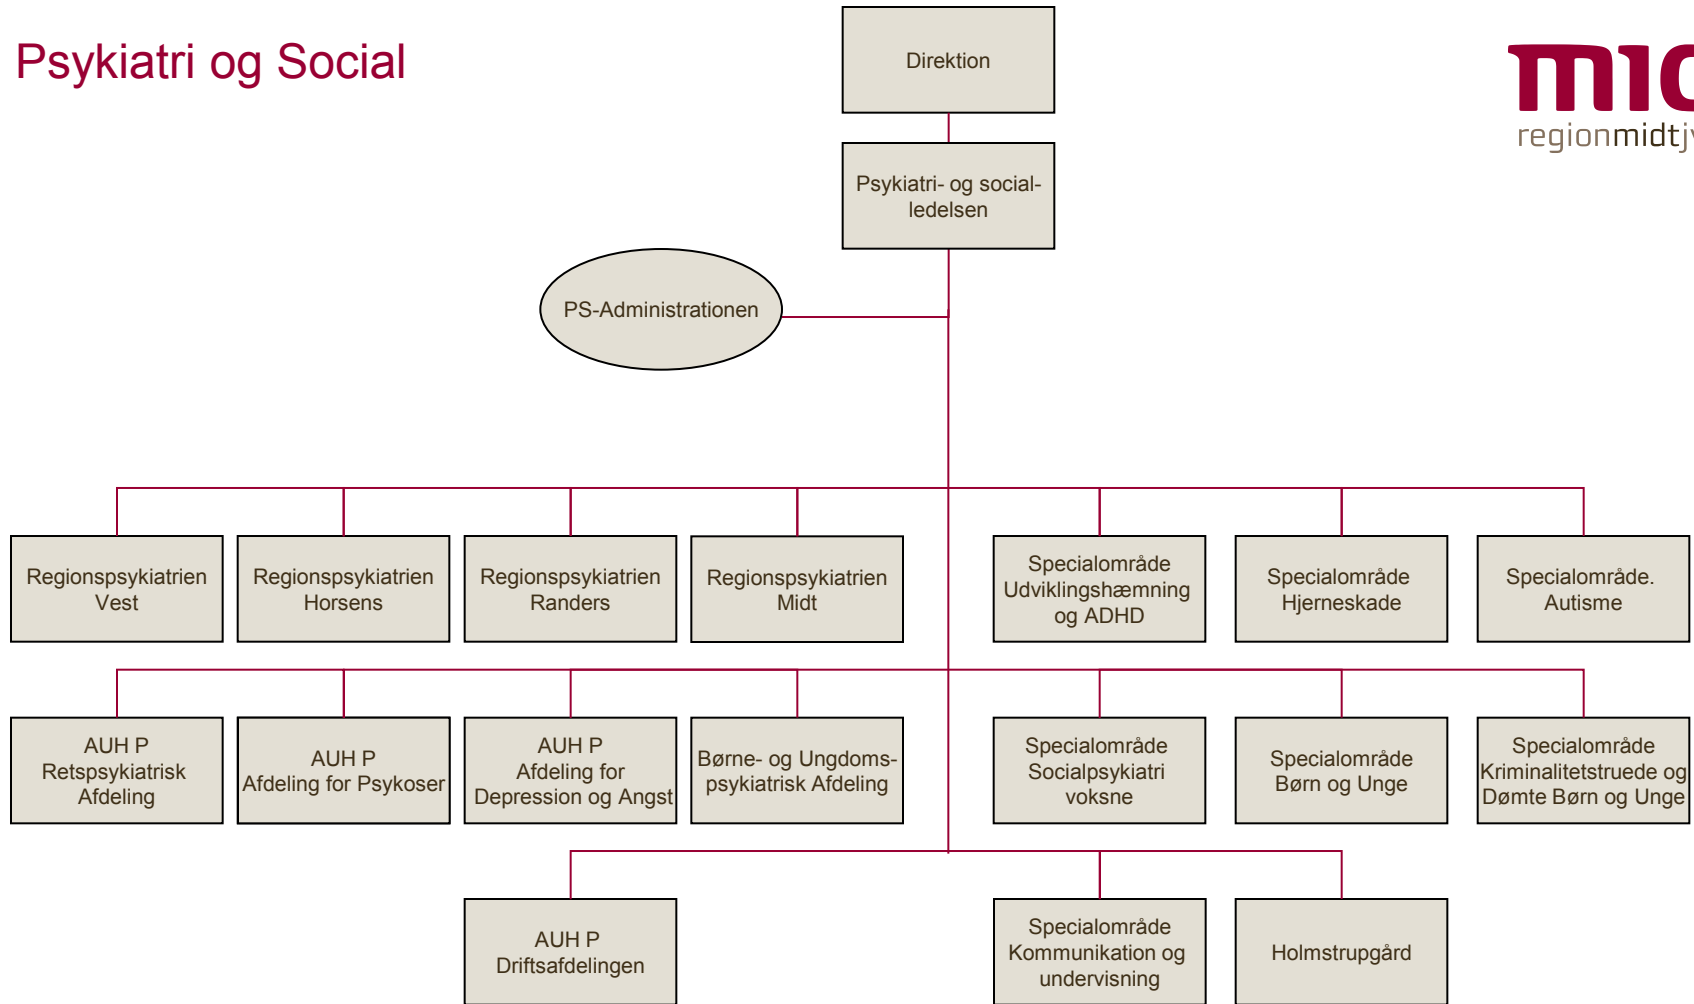 Psykiatri og Social
Direktion
Psykiatri- og social-
ledelsen
PS-Administrationen
Regionspsykiatrien
Vest
Regionspsykiatrien
Horsens
Regionspsykiatrien
Randers
Regionspsykiatrien
Midt
Specialområde
Udviklingshæmning
og ADHD
Specialområde
Hjerneskade
Specialområde.
Autisme
AUH P
Retspsykiatrisk
Afdeling
AUH P
Afdeling for Psykoser
AUH P
Afdeling for
Depression og Angst
Børne- og Ungdoms-
psykiatrisk Afdeling
Specialområde
Socialpsykiatri
voksne
Specialområde
Børn og Unge
Specialområde
Kriminalitetstruede og
Dømte Børn og Unge
AUH P
Driftsafdelingen
Specialområde
Kommunikation og
undervisning
Holmstrupgård